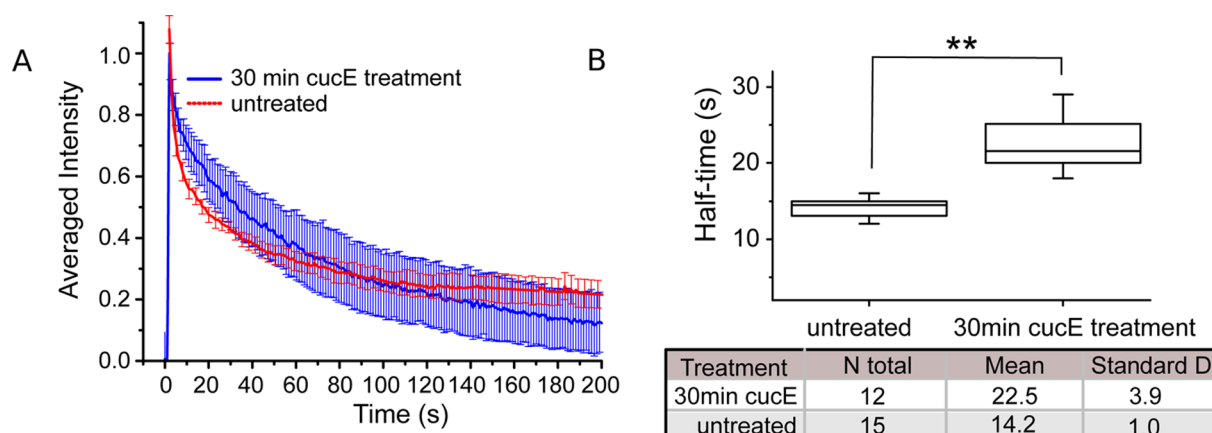 A
Averaged Intensity
1.0
0.8
0.6
0.4
0.2
0.0
30 min cucE treatment
untreated
0 20 40 60 80 100 120 140 160 180 200
Time (s)
B
**
Half-time (s)
30
20
10
untreated 30min cucE treatment
Treatment N total Mean Standard D
30min cucE 12 22.5 3.9
untreated 15 14.2 1.0